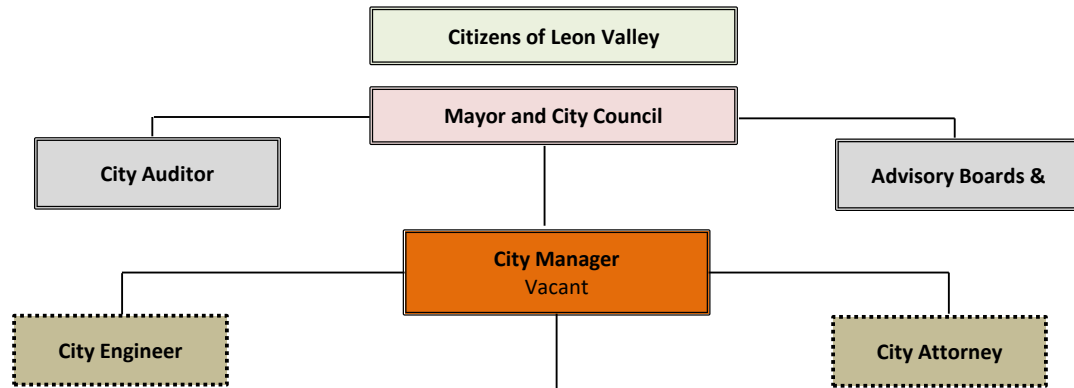 Citizens of Leon Valley
Mayor and City Council
City Auditor
Advisory Boards &
City Manager
Vacant
City Engineer
City Attorney